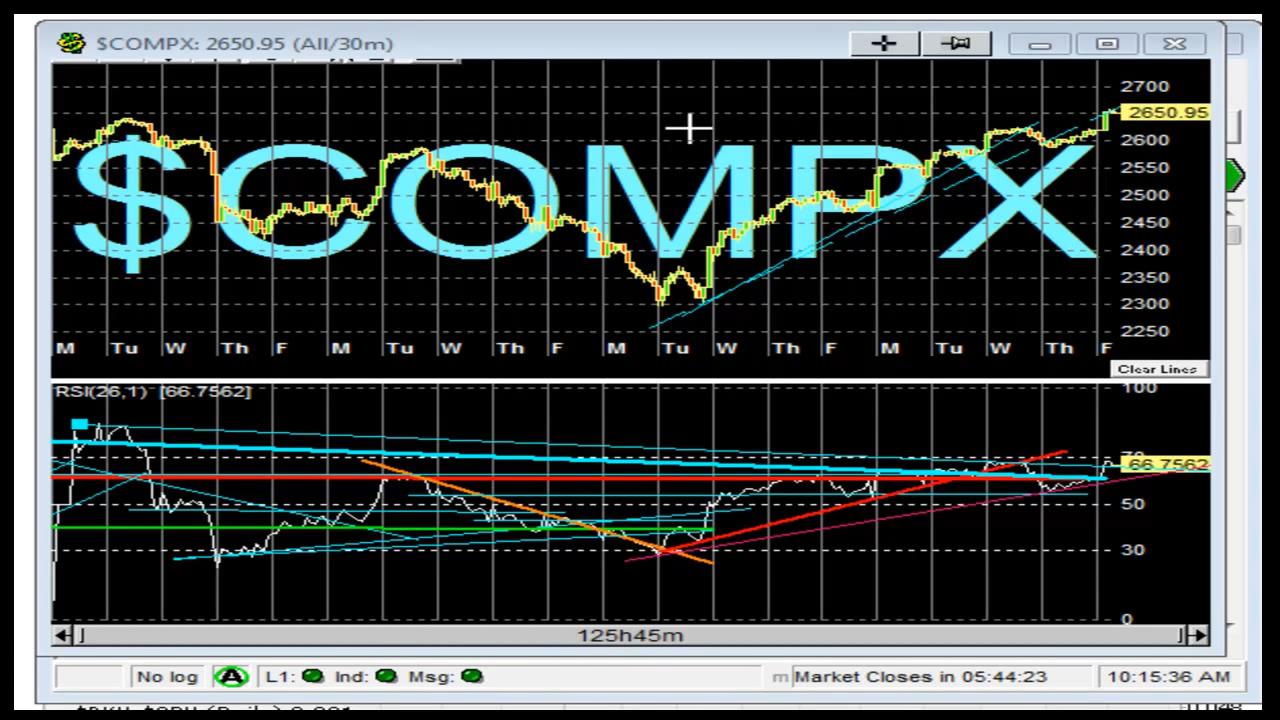 $COMPX: 2650.95 (All/30m)
$COMPX
2700
2650.95
2600
2550
2500
2450
2400
2350
2300
2250
M Tu W Th F M Tu W Th F M Tu W Th F M Tu W Th F
Clear Lines
RSI(26,1) [66.7562]
100
70
66.7562
50
30
0
125h45m
No log A L1: Ind: Msg: m Market Closes in 05:44:23 10:15:36 AM